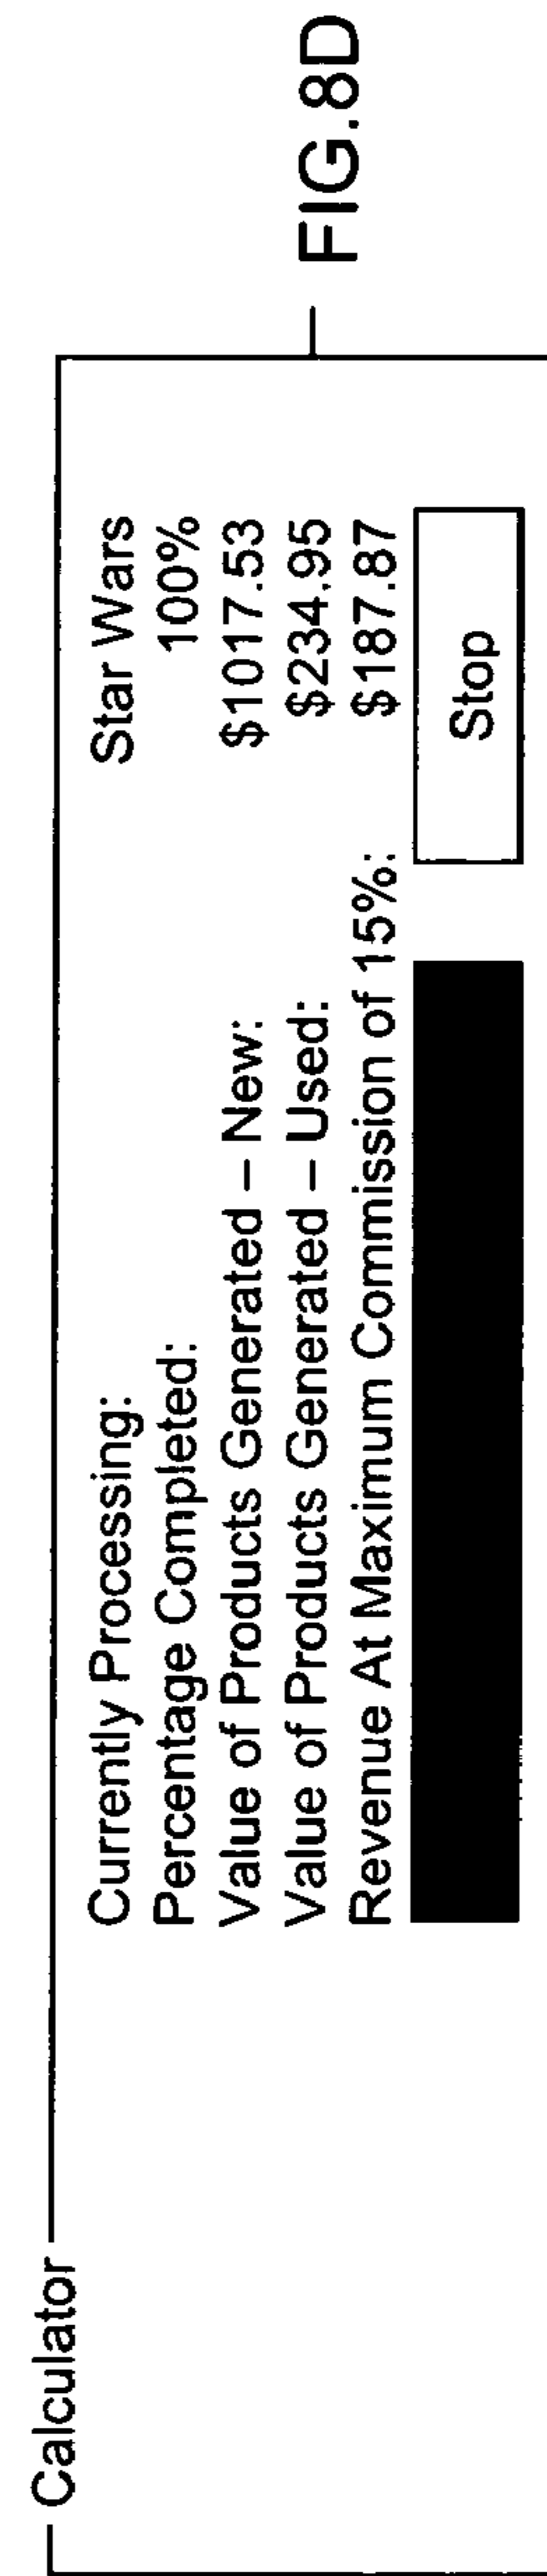 Calculator
Currently Processing: Star Wars
Percentage Completed: 100%
Value of Products Generated – New: $1017.53
Value of Products Generated – Used: $234.95
Revenue At Maximum Commission of 15%: $187.87
Stop
FIG.8D